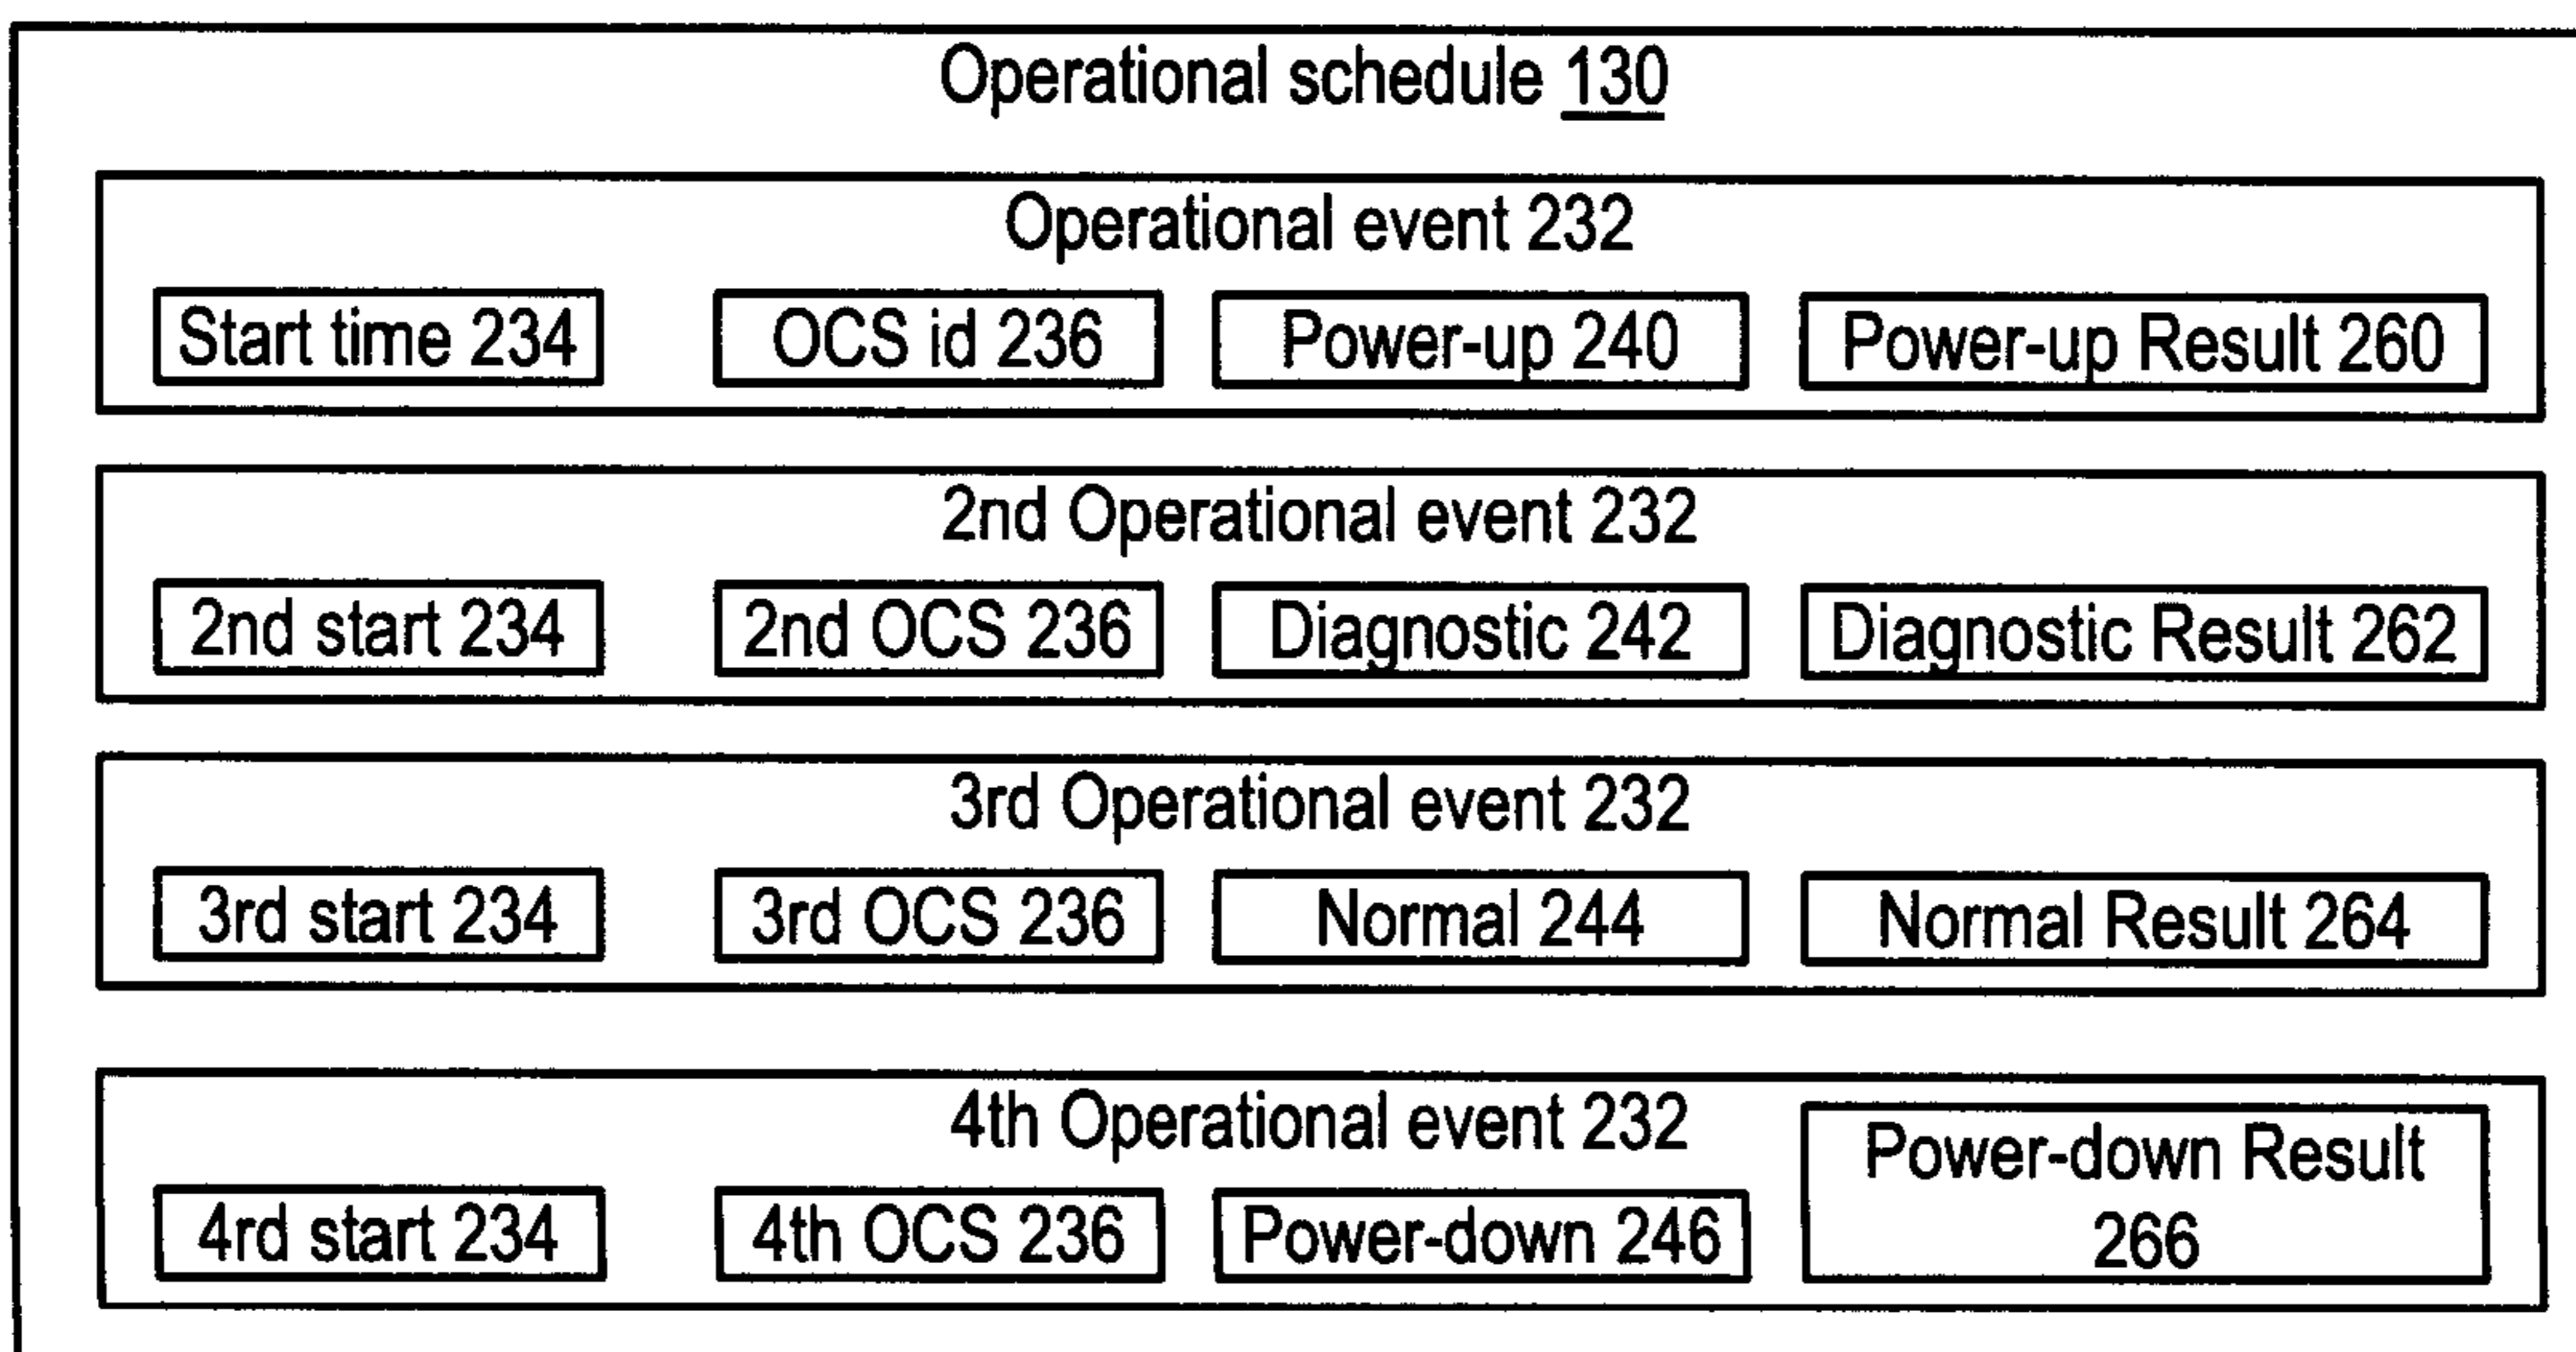 Operational schedule 130
Operational event 232
Start time 234
OCS id 236
Power-up 240
Power-up Result 260
2nd Operational event 232
2nd start 234
2nd OCS 236
Diagnostic 242
Diagnostic Result 262
3rd Operational event 232
3rd start 234
3rd OCS 236
Normal 244
Normal Result 264
4th Operational event 232
4rd start 234
4th OCS 236
Power-down 246
Power-down Result
266